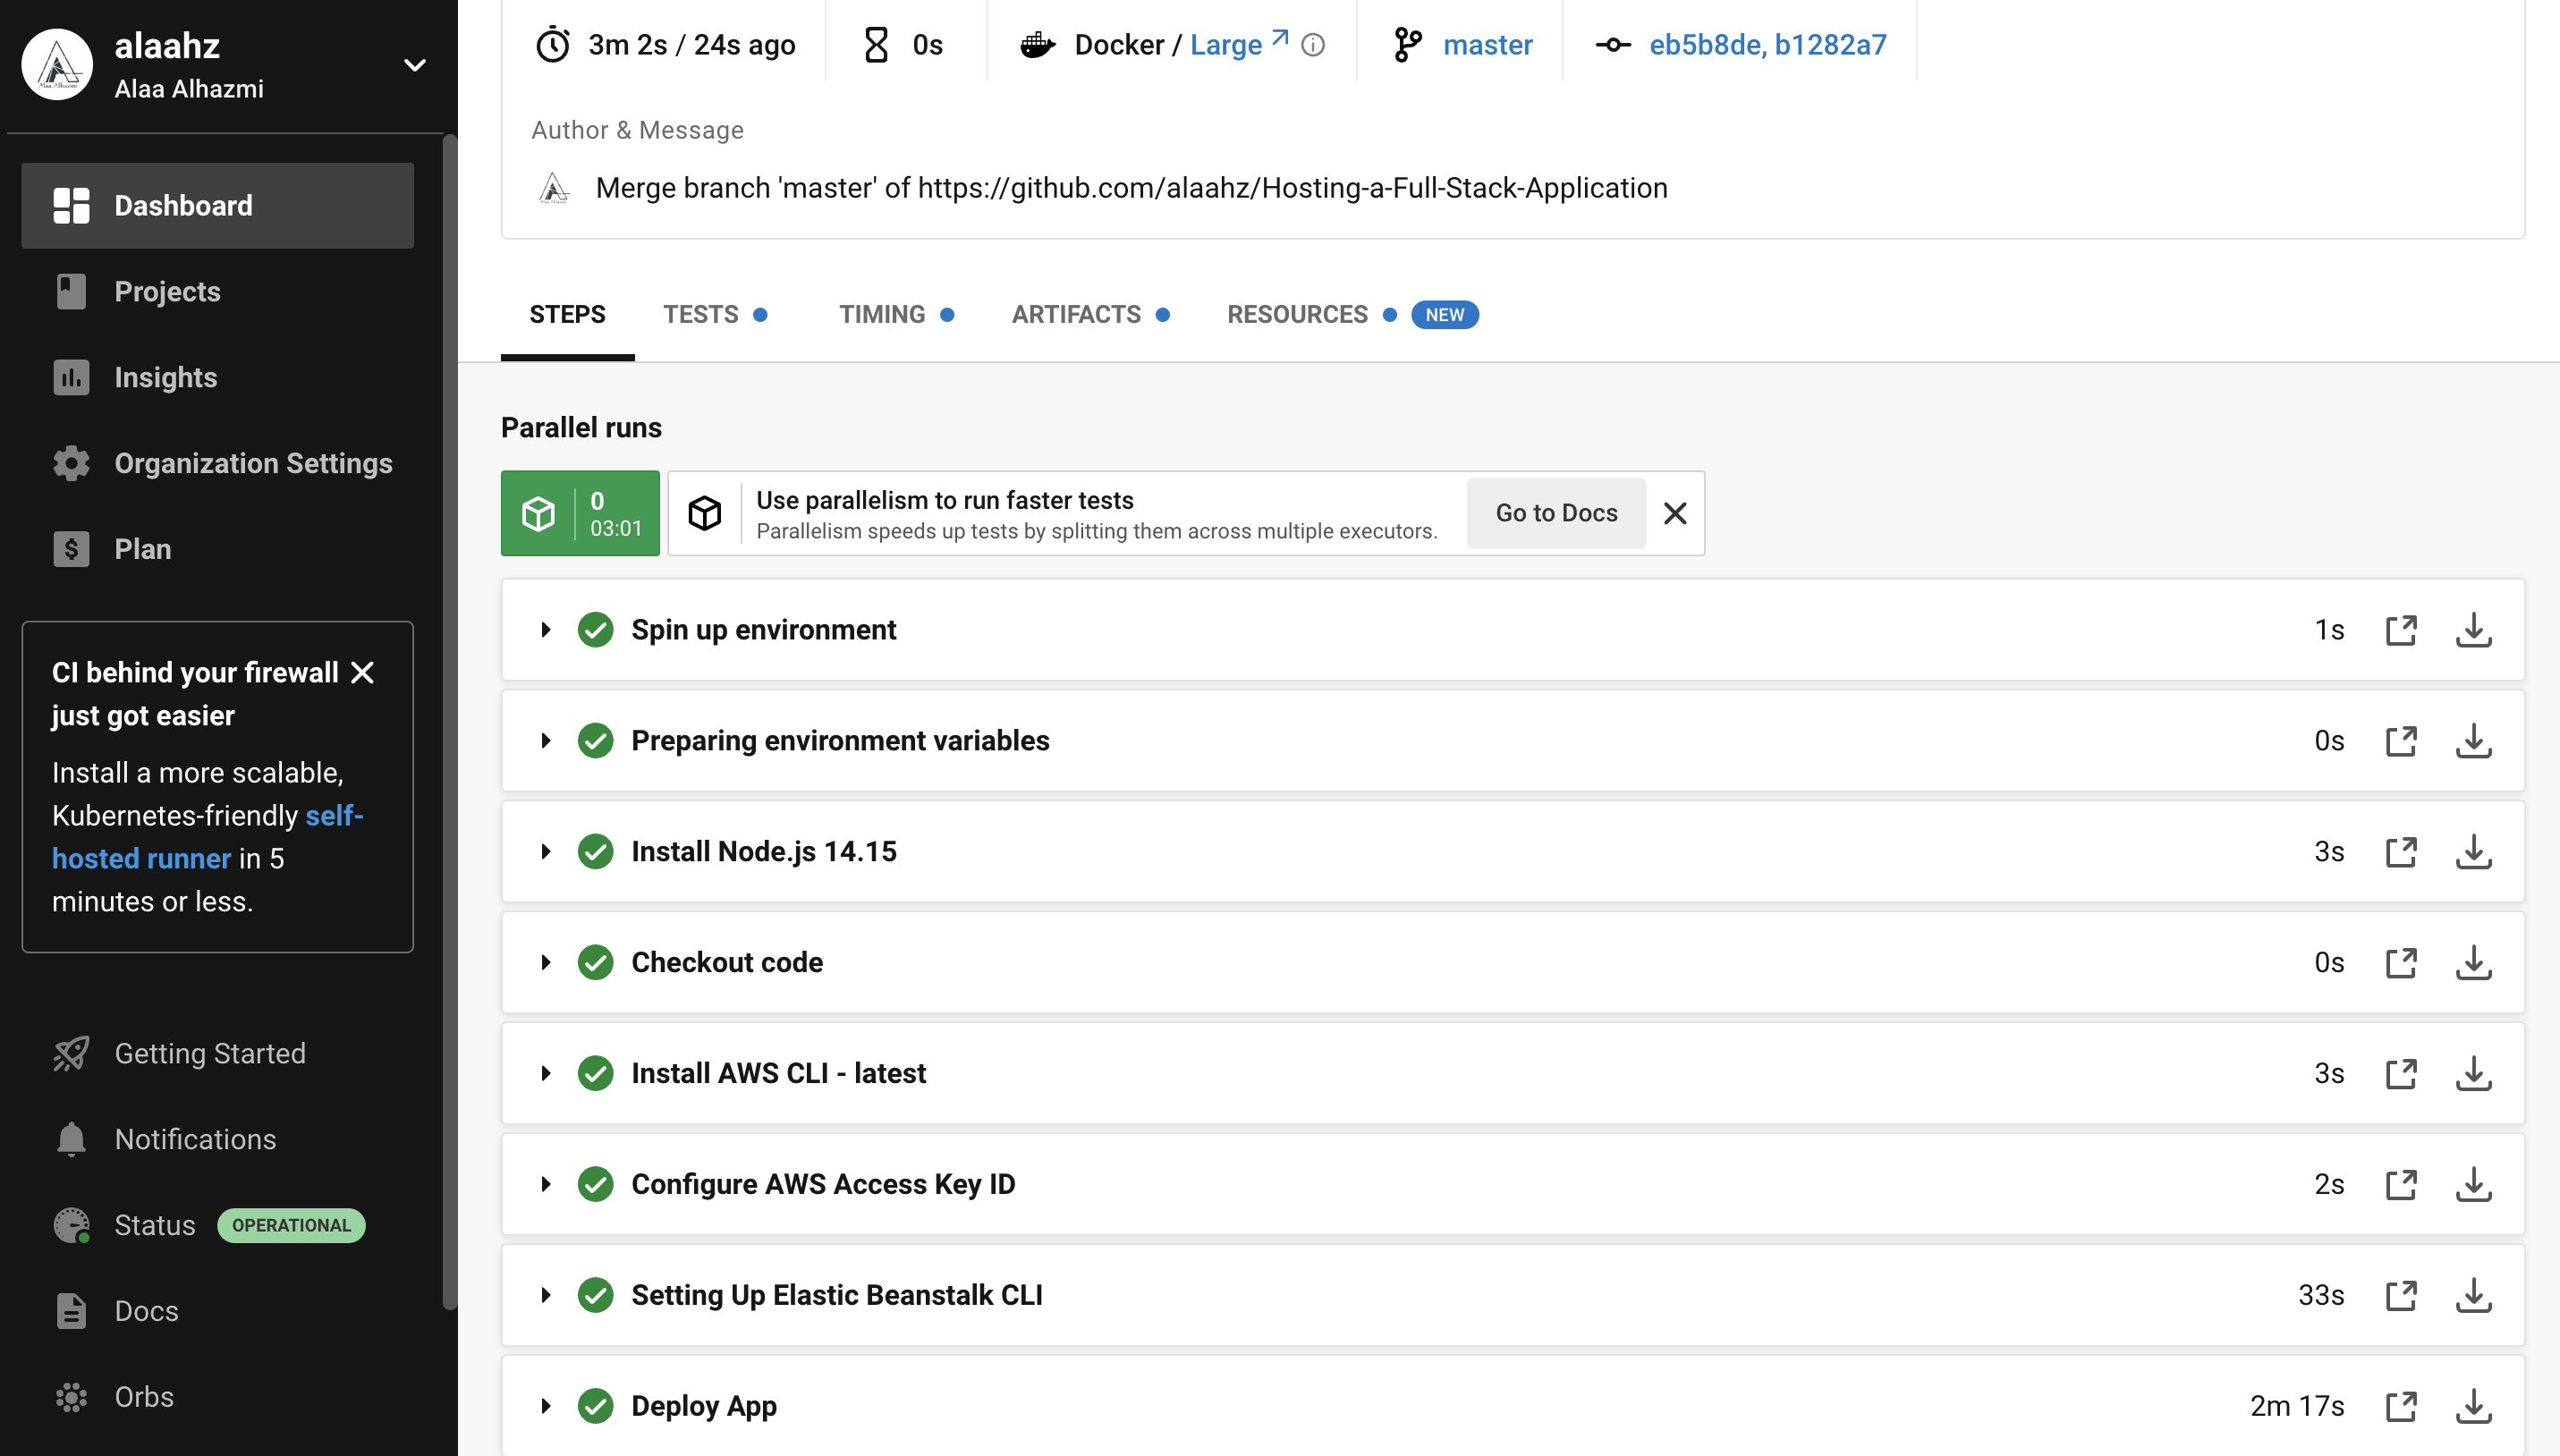 alaahz
Alaa Alhazmi
Dashboard
Projects
Insights
Organization Settings
Plan
CI behind your firewall
just got easier
Install a more scalable,
Kubernetes-friendly self-
hosted runner in 5
minutes or less.
Getting Started
Notifications
Status OPERATIONAL
Docs
Orbs
3m 2s / 24s ago
0s
Docker / Large
master
eb5b8de, b1282a7
Author & Message
Merge branch 'master' of https://github.com/alaahz/Hosting-a-Full-Stack-Application
STEPS TESTS TIMING ARTIFACTS RESOURCES NEW
Parallel runs
0
03:01
Use parallelism to run faster tests
Parallelism speeds up tests by splitting them across multiple executors.
Go to Docs
Spin up environment 1s
Preparing environment variables 0s
Install Node.js 14.15 3s
Checkout code 0s
Install AWS CLI - latest 3s
Configure AWS Access Key ID 2s
Setting Up Elastic Beanstalk CLI 33s
Deploy App 2m 17s